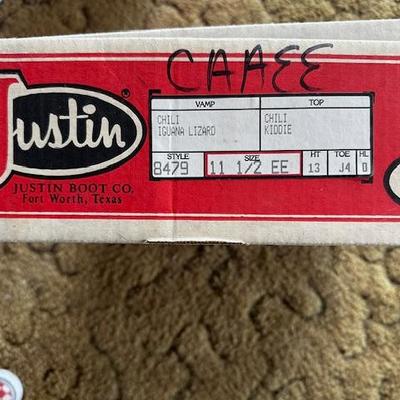 CAAEE
Justin®
JUSTIN BOOT CO.
Fort Worth, Texas
VAMP TOP
CHILI CHILI
IGUANA LIZARD KIDDIE
STYLE SIZE HT TOE HL
8479 11 1/2 EE 13 J4 D